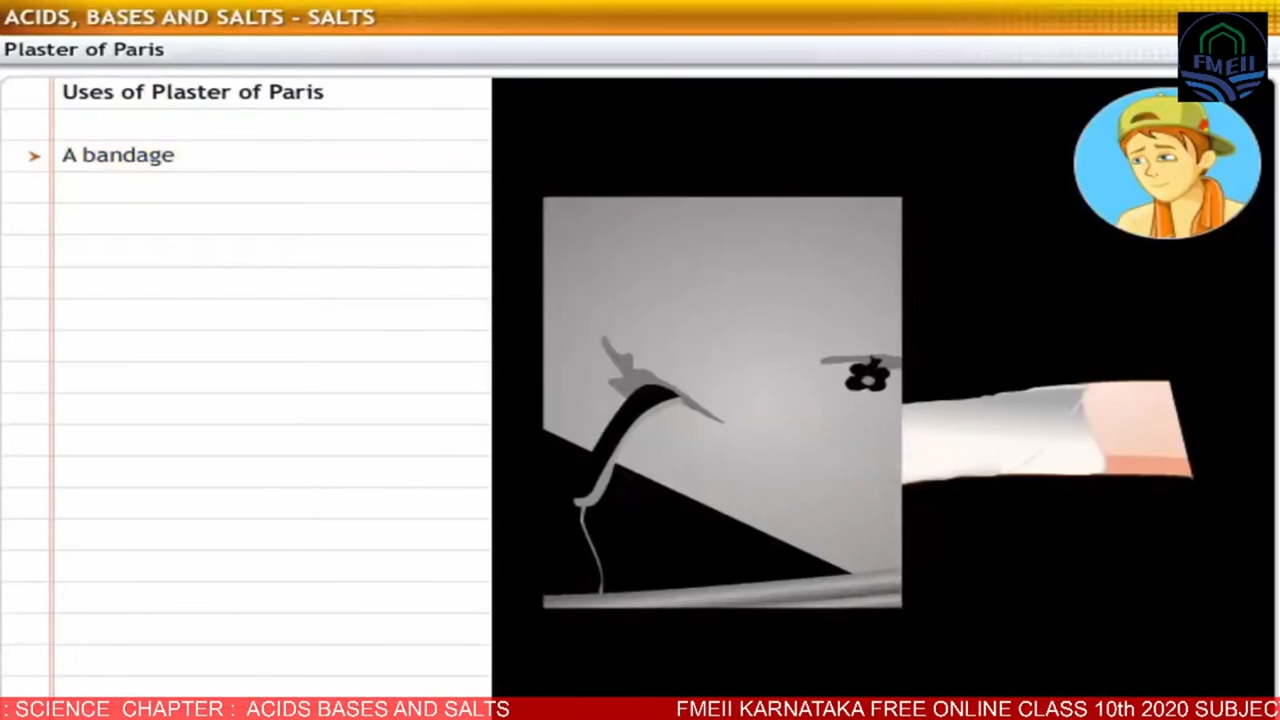 ACIDS, BASES AND SALTS - SALTS
FMEII
Plaster of Paris
Uses of Plaster of Paris
A bandage
: SCIENCE CHAPTER : ACIDS BASES AND SALTS FMEII KARNATAKA FREE ONLINE CLASS 10th 2020 SUBJEC